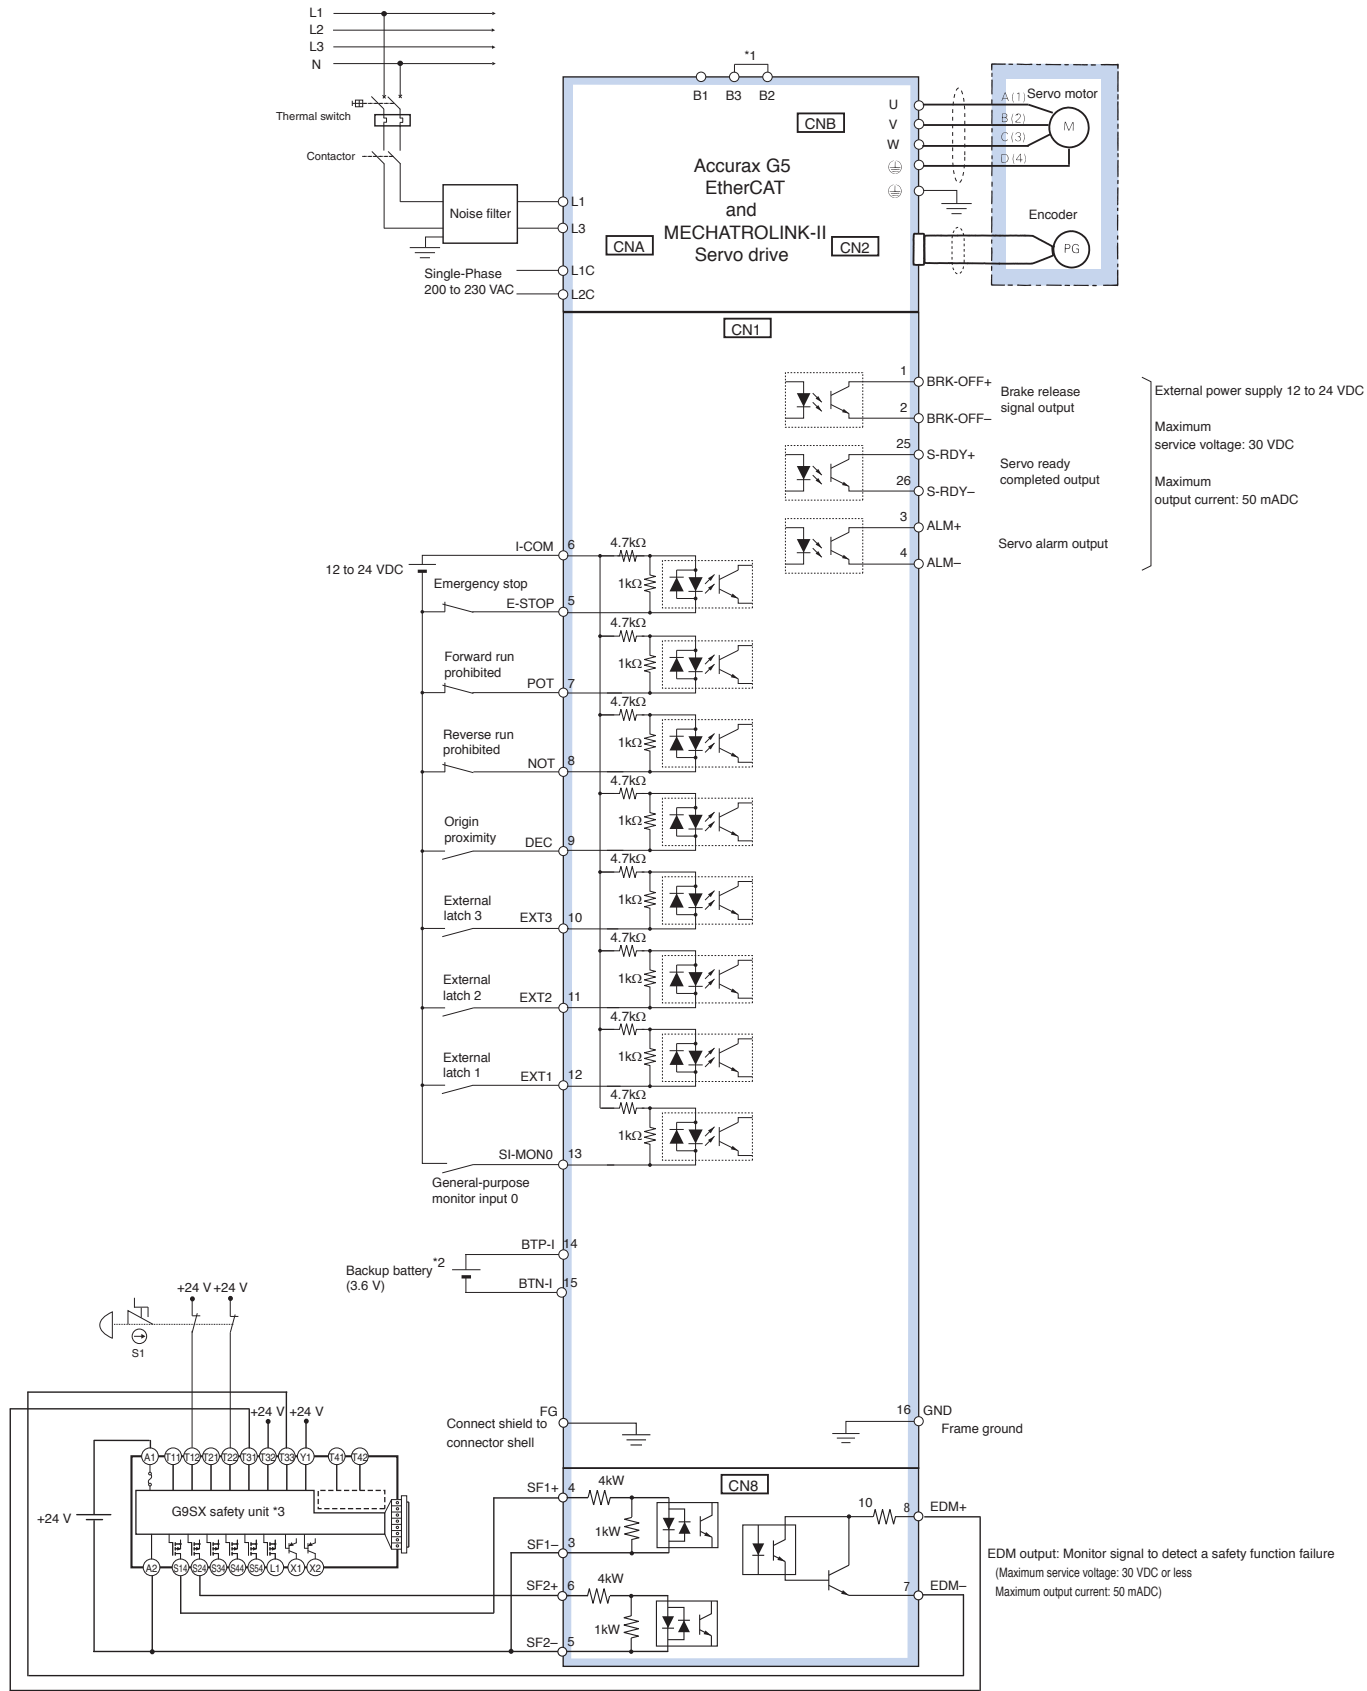 L1
L2
L3
N
Thermal switch
Contactor
Noise filter
Single-Phase
200 to 230 VAC
*1
B1
B3
B2
CNB
Accurax G5
EtherCAT
and
MECHATROLINK-II
Servo drive
CNA
CN2
L1
L3
L1C
L2C
U
V
W
A (1)
B (2)
C (3)
D (4)
Servo motor
M
Encoder
PG
CN1
1
BRK-OFF+
2
BRK-OFF–
Brake release
signal output
25
S-RDY+
26
S-RDY–
Servo ready
completed output
3
ALM+
4
ALM–
Servo alarm output
External power supply 12 to 24 VDC
Maximum
service voltage: 30 VDC
Maximum
output current: 50 mADC
12 to 24 VDC
I-COM
6
4.7kΩ
1kΩ
Emergency stop
E-STOP
5
4.7kΩ
1kΩ
Forward run
prohibited
POT
7
4.7kΩ
1kΩ
Reverse run
prohibited
NOT
8
4.7kΩ
1kΩ
Origin
proximity
DEC
9
4.7kΩ
1kΩ
External
latch 3
EXT3
10
4.7kΩ
1kΩ
External
latch 2
EXT2
11
4.7kΩ
1kΩ
External
latch 1
EXT1
12
4.7kΩ
1kΩ
SI-MON0
13
General-purpose
monitor input 0
BTP-I
14
Backup battery*2
(3.6 V)
BTN-I
15
+24 V +24 V
S1
FG
Connect shield to
connector shell
16
GND
Frame ground
+24 V +24 V
A1
T11
T12
T21
T22
T31
T32
T33
Y1
T41
T42
G9SX safety unit *3
+24 V
A2
S14
S24
S34
S44
S54
L1
X1
X2
CN8
SF1+
4
4kW
1kW
SF1–
3
SF2+
6
4kW
1kW
SF2–
5
10
8
EDM+
7
EDM–
EDM output: Monitor signal to detect a safety function failure
(Maximum service voltage: 30 VDC or less
Maximum output current: 50 mADC)